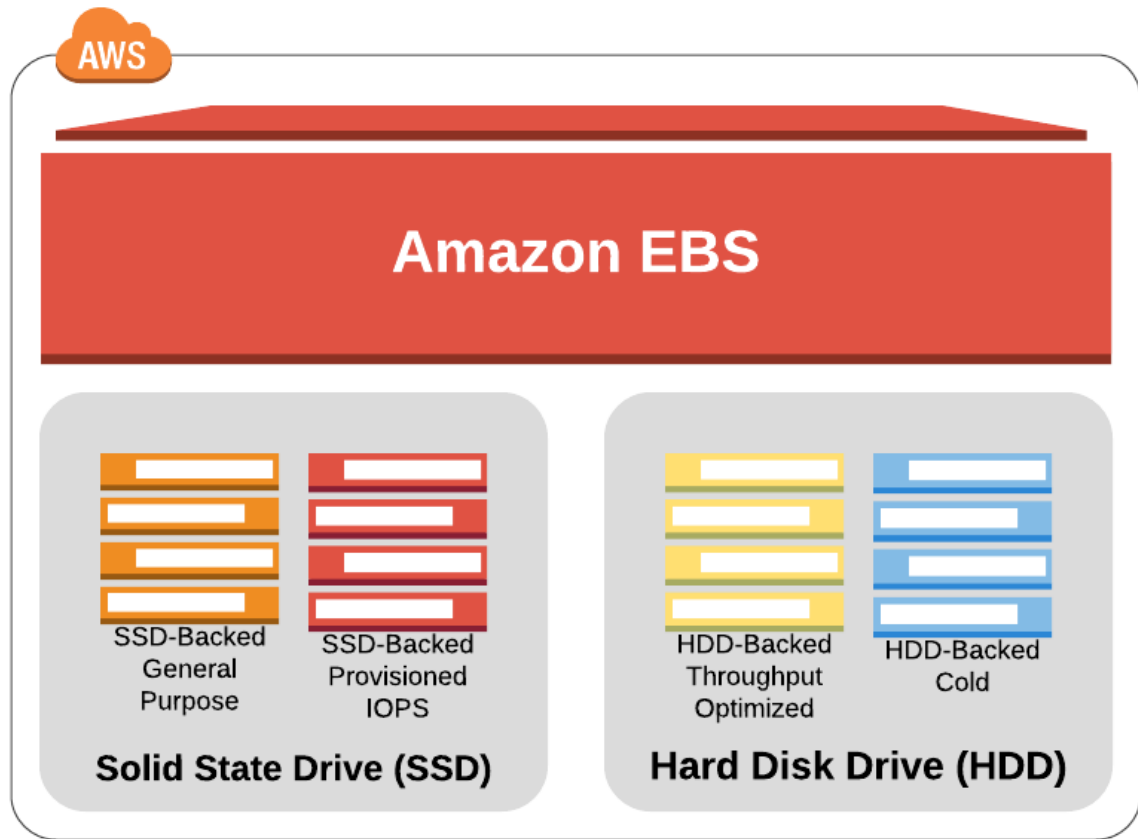 AWS
Amazon EBS
SSD-Backed
General
Purpose
SSD-Backed
Provisioned
IOPS
Solid State Drive (SSD)
HDD-Backed
Throughput
Optimized
HDD-Backed
Cold
Hard Disk Drive (HDD)